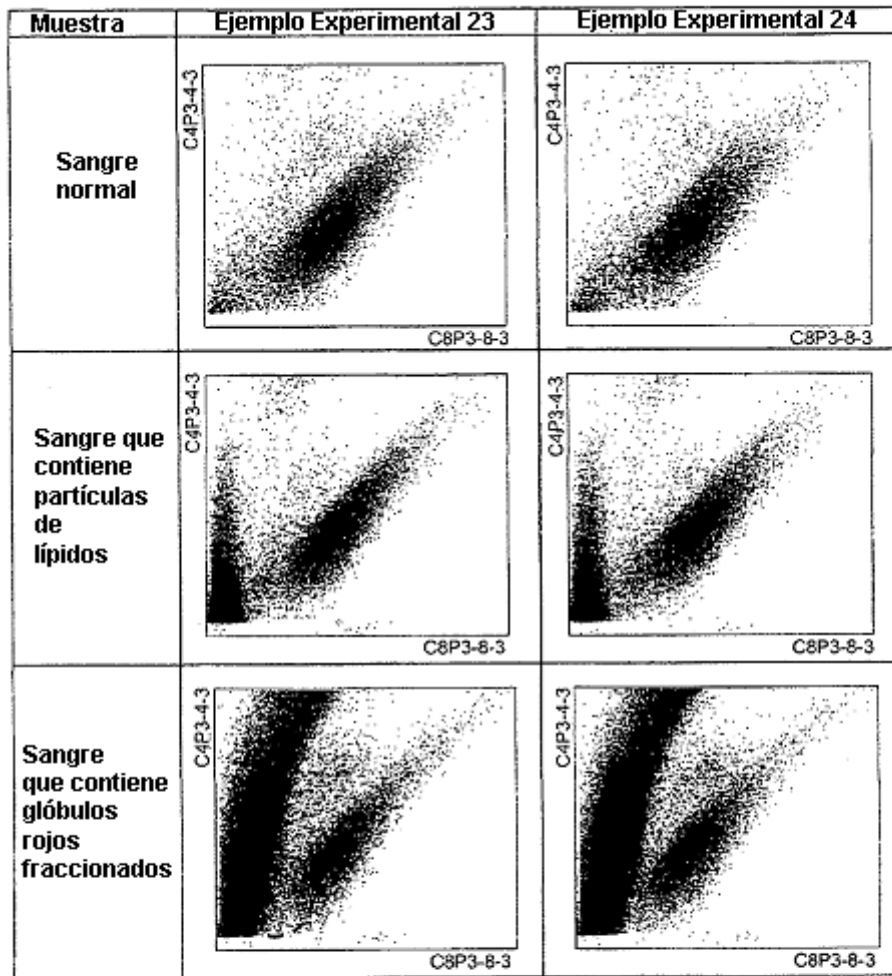 Muestra
Ejemplo Experimental 23
Ejemplo Experimental 24
Sangre
normal
C4P3-4-3
C8P3-8-3
C4P3-4-3
C8P3-8-3
Sangre que
contiene
partículas
de
lípidos
C4P3-4-3
C8P3-8-3
C4P3-4-3
C8P3-8-3
Sangre
que contiene
glóbulos
rojos
fraccionados
C4P3-4-3
C8P3-8-3
C4P3-4-3
C8P3-8-3